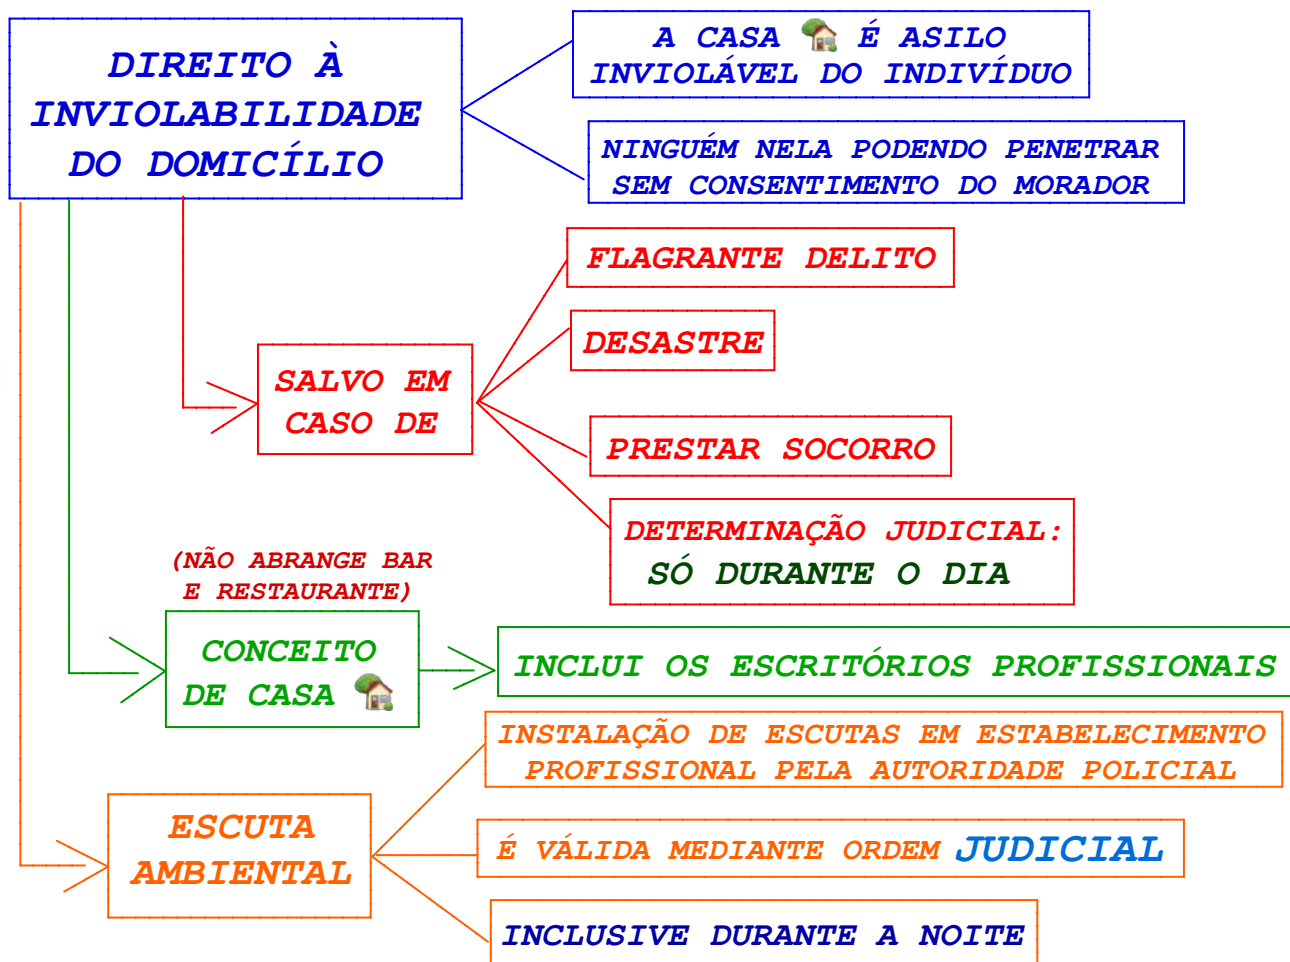 DIREITO À
INVIOLABILIDADE
DO DOMICÍLIO
A CASA É ASILO
INVIOLÁVEL DO INDIVÍDUO
NINGUÉM NELA PODENDO PENETRAR
SEM CONSENTIMENTO DO MORADOR
SALVO EM
CASO DE
FLAGRANTE DELITO
DESASTRE
PRESTAR SOCORRO
DETERMINAÇÃO JUDICIAL:
SÓ DURANTE O DIA
(NÃO ABRANGE BAR
E RESTAURANTE)
CONCEITO
DE CASA
INCLUI OS ESCRITÓRIOS PROFISSIONAIS
ESCUTA
AMBIENTAL
INSTALAÇÃO DE ESCUTAS EM ESTABELECIMENTO
PROFISSIONAL PELA AUTORIDADE POLICIAL
É VÁLIDA MEDIANTE ORDEM JUDICIAL
INCLUSIVE DURANTE A NOITE